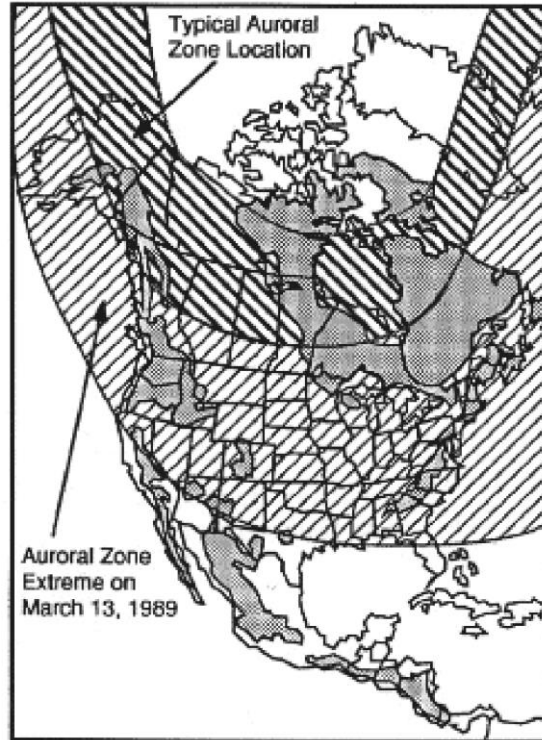 Typical Auroral
Zone Location
Auroral Zone
Extreme on
March 13, 1989